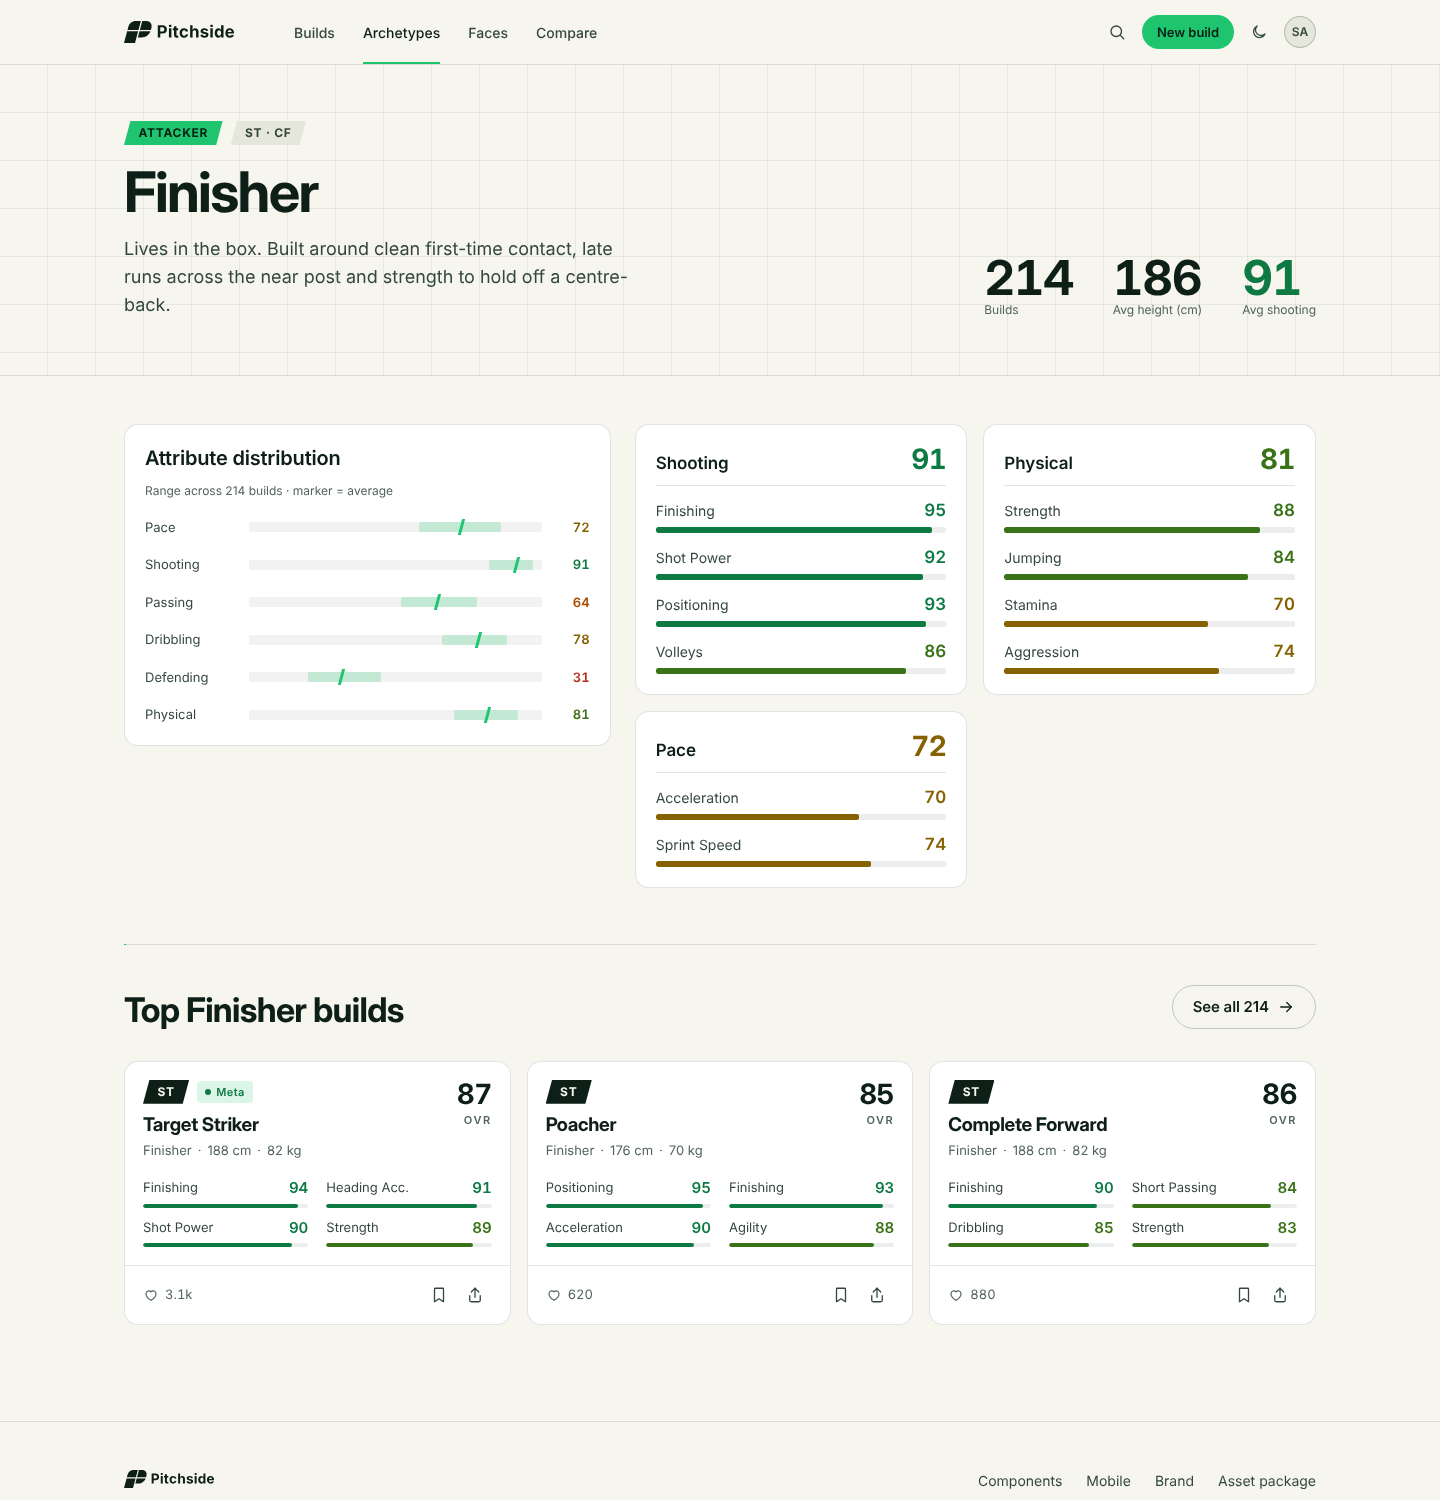 Pitchside
Builds
Archetypes
Faces
Compare
New build
SA
ATTACKER
ST · CF
Finisher
Lives in the box. Built around clean first-time contact, late
runs across the near post and strength to hold off a centre-
back.
214
Builds
186
Avg height (cm)
91
Avg shooting
Attribute distribution
Range across 214 builds · marker = average
Pace 72
Shooting 91
Passing 64
Dribbling 78
Defending 31
Physical 81
Shooting 91
Finishing 95
Shot Power 92
Positioning 93
Volleys 86
Physical 81
Strength 88
Jumping 84
Stamina 70
Aggression 74
Pace 72
Acceleration 70
Sprint Speed 74
Top Finisher builds
See all 214
ST
Meta
87
OVR
Target Striker
Finisher · 188 cm · 82 kg
Finishing 94
Heading Acc. 91
Shot Power 90
Strength 89
3.1k
ST
85
OVR
Poacher
Finisher · 176 cm · 70 kg
Positioning 95
Finishing 93
Acceleration 90
Agility 88
620
ST
86
OVR
Complete Forward
Finisher · 188 cm · 82 kg
Finishing 90
Short Passing 84
Dribbling 85
Strength 83
880
Pitchside
Components
Mobile
Brand
Asset package